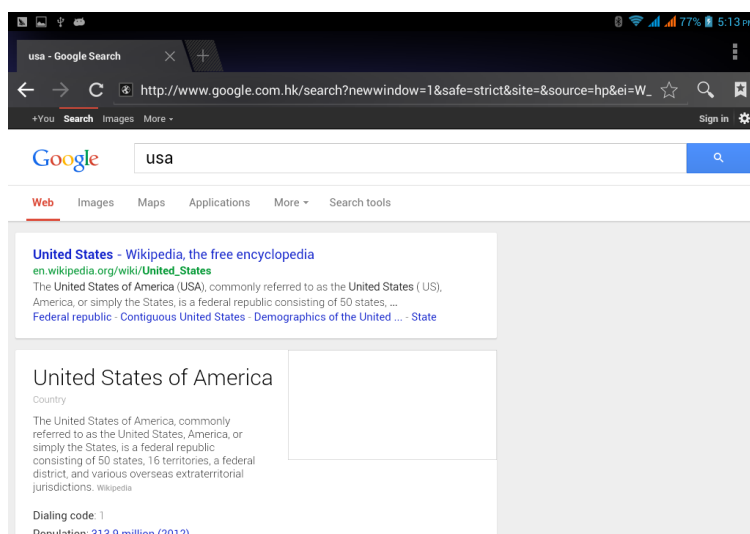 77% 5:13 PM
usa - Google Search
http://www.google.com.hk/search?newwindow=1&safe=strict&site=&source=hp&ei=W_
+You Search Images More Sign in
Google usa
Web Images Maps Applications More Search tools
United States - Wikipedia, the free encyclopedia
en.wikipedia.org/wiki/United_States
The United States of America (USA), commonly referred to as the United States ( US),
America, or simply the States, is a federal republic consisting of 50 states, ...
Federal republic - Contiguous United States - Demographics of the United ... - State
United States of America
Country
The United States of America, commonly
referred to as the United States, America, or
simply the States, is a federal republic
consisting of 50 states, 16 territories, a federal
district, and various overseas extraterritorial
jurisdictions. Wikipedia
Dialing code: 1
Population: 313.9 million (2012)